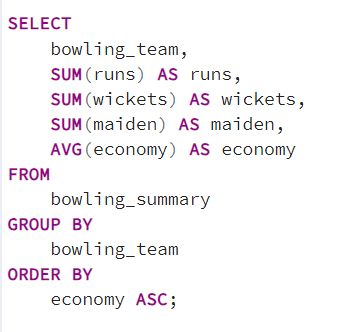 SELECT
    bowling_team,
    SUM(runs) AS runs,
    SUM(wickets) AS wickets,
    SUM(maiden) AS maiden,
    AVG(economy) AS economy
FROM
    bowling_summary
GROUP BY
    bowling_team
ORDER BY
    economy ASC;